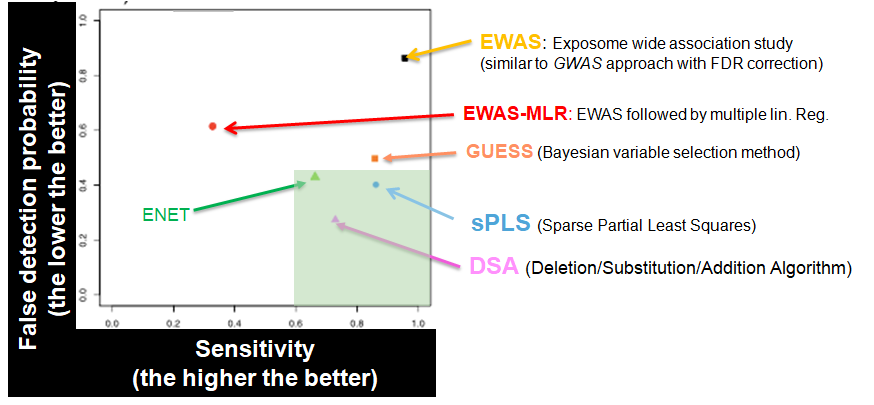 EWAS: Exposome wide association study
(similar to GWAS approach with FDR correction)
EWAS-MLR: EWAS followed by multiple lin. Reg.
GUESS (Bayesian variable selection method)
ENET
sPLS (Sparse Partial Least Squares)
DSA (Deletion/Substitution/Addition Algorithm)
False detection probability
(the lower the better)
1.0
0.8
0.6
0.4
0.2
0.0
0.0 0.2 0.4 0.6 0.8 1.0
Sensitivity
(the higher the better)